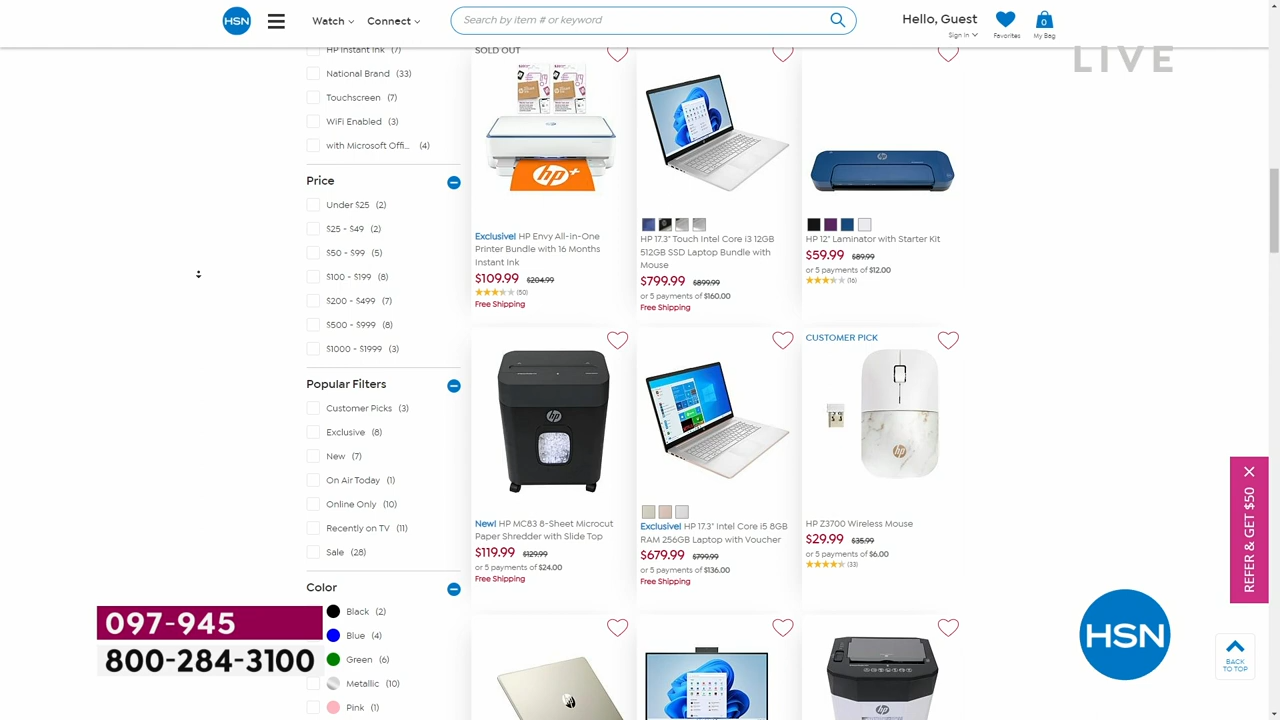 HSN
Watch
Connect
Search by item # or keyword
Hello, Guest
Sign In
Favorites
0
My Bag
LIVE
HP Instant Ink (7)
National Brand (33)
Touchscreen (7)
WiFi Enabled (3)
with Microsoft Offi... (4)
Price
Under $25 (2)
$25 - $49 (2)
$50 - $99 (5)
$100 - $199 (8)
$200 - $499 (7)
$500 - $999 (8)
$1000 - $1999 (3)
Popular Filters
Customer Picks (3)
Exclusive (8)
New (7)
On Air Today (1)
Online Only (10)
Recently on TV (11)
Sale (28)
Color
Black (2)
Blue (4)
Green (6)
Metallic (10)
Pink (1)
SOLD OUT
hp+
Exclusive! HP Envy All-in-One
Printer Bundle with 16 Months
Instant Ink
$109.99 $204.99
(50)
Free Shipping
HP 17.3" Touch Intel Core i3 12GB
512GB SSD Laptop Bundle with
Mouse
$799.99 $899.99
or 5 payments of $160.00
Free Shipping
HP 12" Laminator with Starter Kit
$59.99 $89.99
or 5 payments of $12.00
(16)
hp
New! HP MC83 8-Sheet Microcut
Paper Shredder with Slide Top
$119.99 $129.99
or 5 payments of $24.00
Free Shipping
Exclusive! HP 17.3" Intel Core i5 8GB
RAM 256GB Laptop with Voucher
$679.99 $799.99
or 5 payments of $136.00
Free Shipping
CUSTOMER PICK
hp
HP Z3700 Wireless Mouse
$29.99 $35.99
or 5 payments of $6.00
(33)
hp
hp
REFER & GET $50
097-945
800-284-3100
HSN
BACK
TO TOP